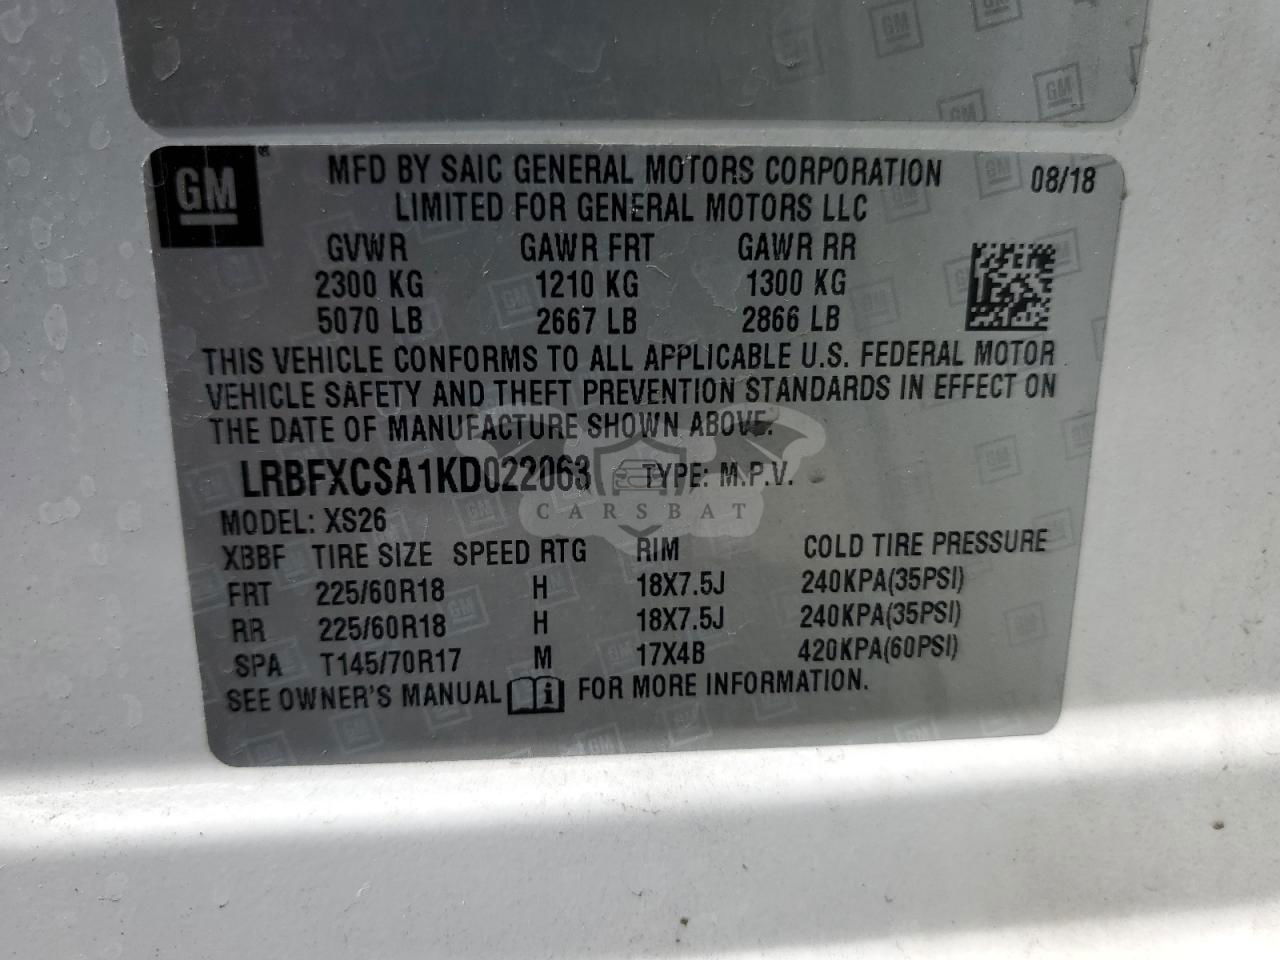 GM
MFD BY SAIC GENERAL MOTORS CORPORATION 08/18
LIMITED FOR GENERAL MOTORS LLC
GVWR GAWR FRT GAWR RR
2300 KG 1210 KG 1300 KG
5070 LB 2667 LB 2866 LB
THIS VEHICLE CONFORMS TO ALL APPLICABLE U.S. FEDERAL MOTOR
VEHICLE SAFETY AND THEFT PREVENTION STANDARDS IN EFFECT ON
THE DATE OF MANUFACTURE SHOWN ABOVE.
LRBFXCSA1KD022063 TYPE: M.P.V.
CARSBAT
MODEL: XS26
XBBF TIRE SIZE SPEED RTG RIM COLD TIRE PRESSURE
FRT 225/60R18 H 18X7.5J 240KPA(35PSI)
RR 225/60R18 H 18X7.5J 240KPA(35PSI)
SPA T145/70R17 M 17X4B 420KPA(60PSI)
SEE OWNER'S MANUAL i FOR MORE INFORMATION.